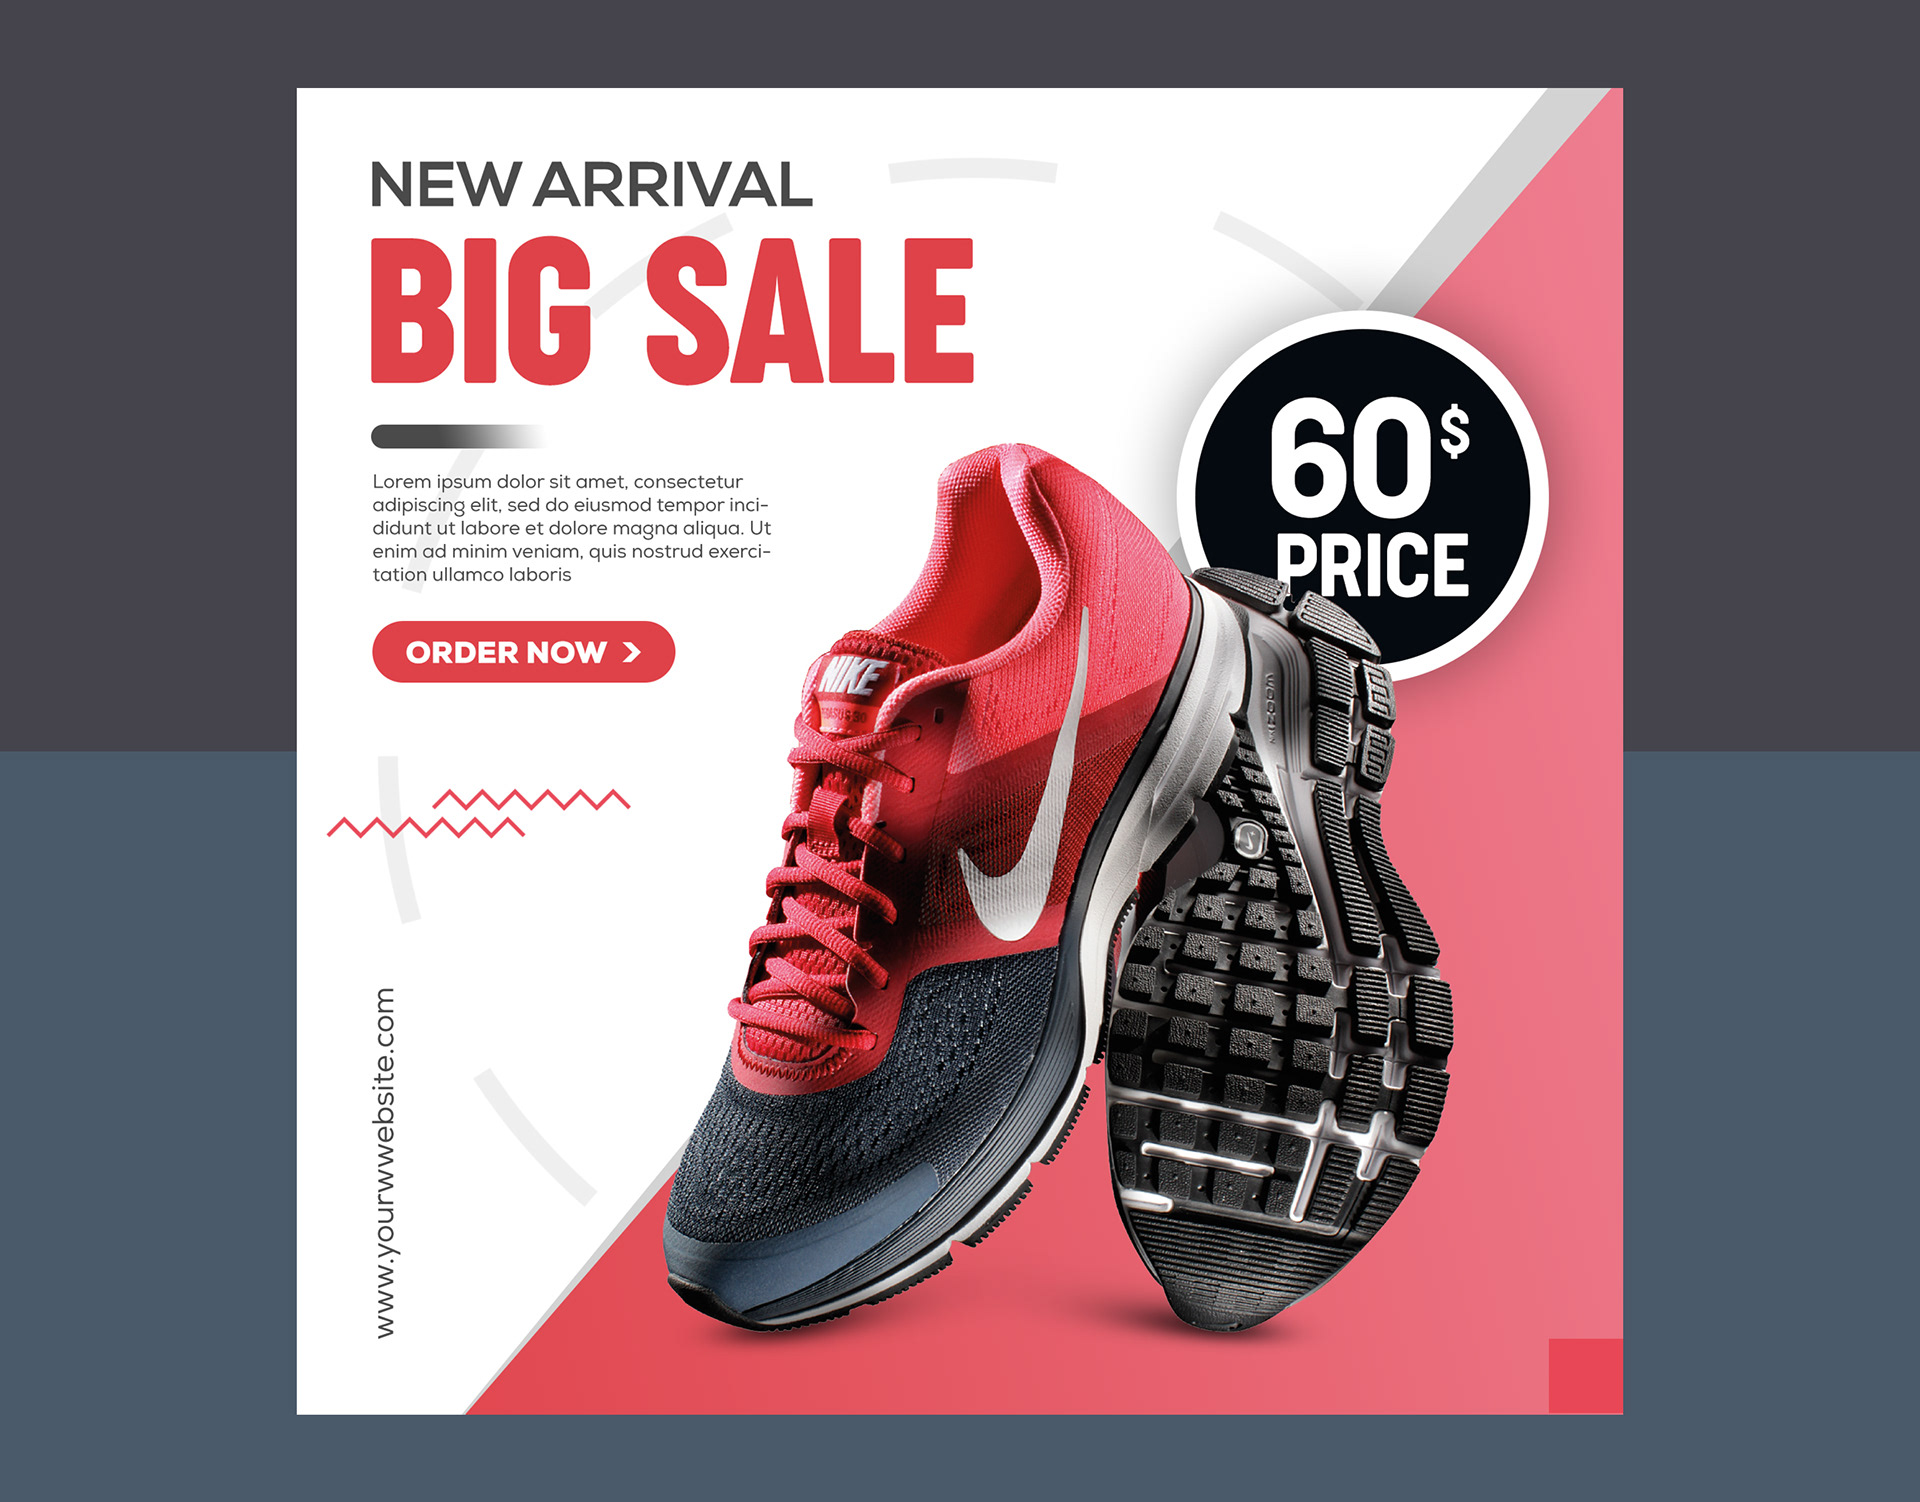 NEW ARRIVAL
BIG SALE
60$
PRICE
Lorem ipsum dolor sit amet, consectetur
adipiscing elit, sed do eiusmod tempor inci-
didunt ut labore et dolore magna aliqua. Ut
enim ad minim veniam, quis nostrud exerci-
tation ullamco laboris
ORDER NOW
NIKE
www.yourwebsite.com